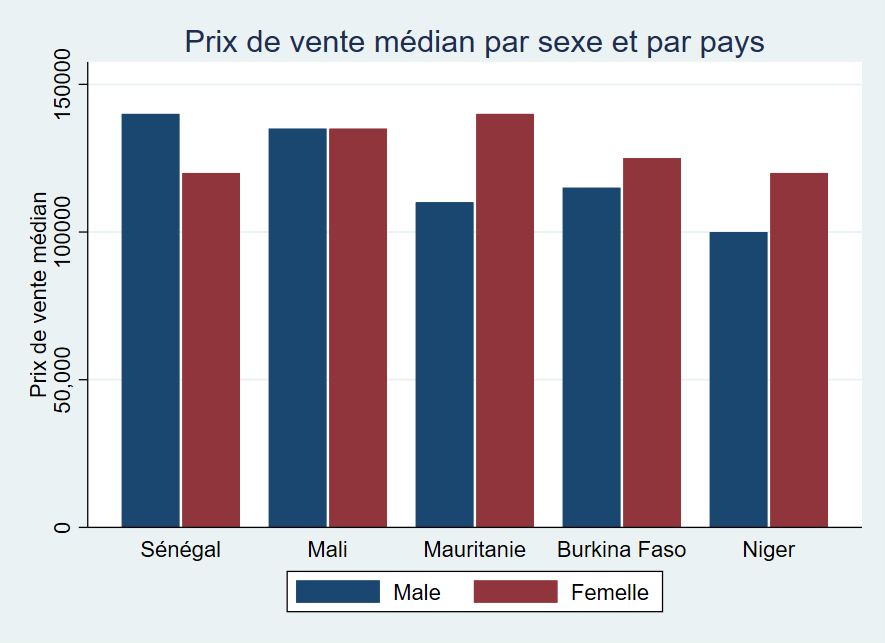 Prix de vente médian par sexe et par pays
Prix de vente médian
150000
100000
50,000
0
Sénégal Mali Mauritanie Burkina Faso Niger
Male Femelle